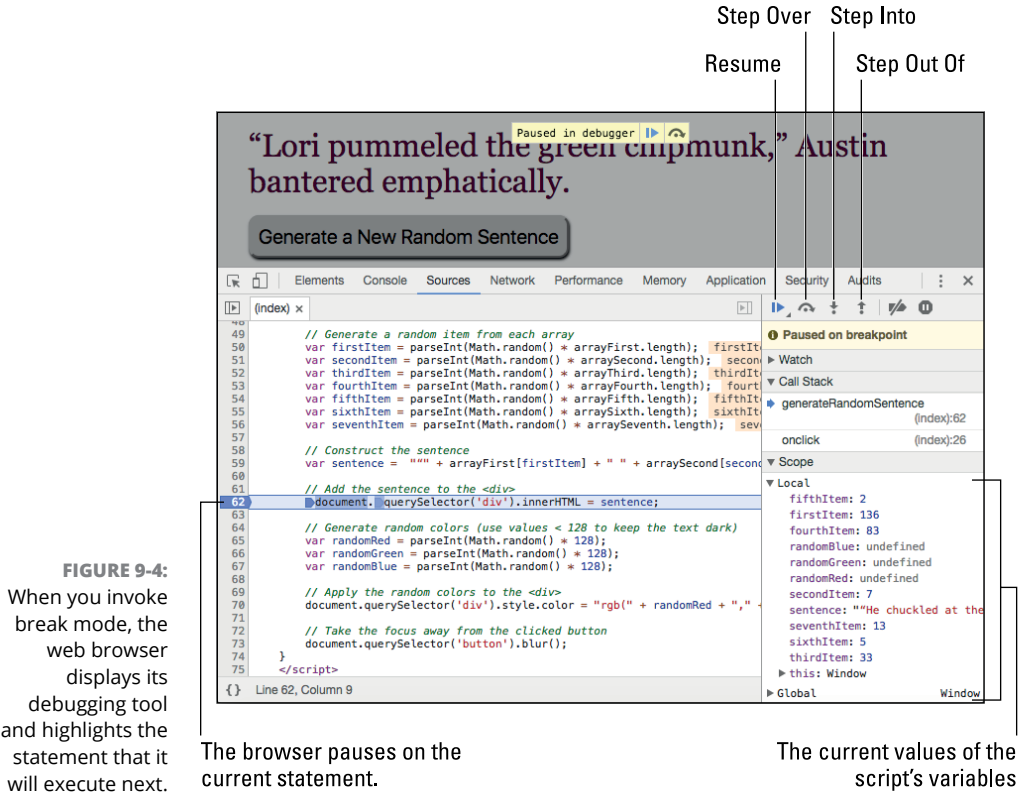 Step Over Step Into
Resume Step Out Of
“Lori pummeled the green chipmunk,” Austin
bantered emphatically.
Paused in debugger
Generate a New Random Sentence
Elements Console Sources Network Performance Memory Application Security Audits
(index) ×
48
49 // Generate a random item from each array
50 var firstItem = parseInt(Math.random() * arrayFirst.length); firstIte
51 var secondItem = parseInt(Math.random() * arraySecond.length); secon
52 var thirdItem = parseInt(Math.random() * arrayThird.length); thirdIt
53 var fourthItem = parseInt(Math.random() * arrayFourth.length); fourt
54 var fifthItem = parseInt(Math.random() * arrayFifth.length); fifthIt
55 var sixthItem = parseInt(Math.random() * arraySixth.length); sixthIt
56 var seventhItem = parseInt(Math.random() * arraySeventh.length); seve
57
58 // Construct the sentence
59 var sentence = "“" + arrayFirst[firstItem] + " " + arraySecond[second
60
61 // Add the sentence to the <div>
62 document.querySelector('div').innerHTML = sentence;
63
64 // Generate random colors (use values < 128 to keep the text dark)
65 var randomRed = parseInt(Math.random() * 128);
66 var randomGreen = parseInt(Math.random() * 128);
67 var randomBlue = parseInt(Math.random() * 128);
68
69 // Apply the random colors to the <div>
70 document.querySelector('div').style.color = "rgb(" + randomRed + "," +
71
72 // Take the focus away from the clicked button
73 document.querySelector('button').blur();
74 }
75 </script>
{} Line 62, Column 9
Paused on breakpoint
Watch
Call Stack
generateRandomSentence
(index):62
onclick (index):26
Scope
Local
fifthItem: 2
firstItem: 136
fourthItem: 83
randomBlue: undefined
randomGreen: undefined
randomRed: undefined
secondItem: 7
sentence: "“He chuckled at the
seventhItem: 13
sixthItem: 5
thirdItem: 33
this: Window
Global Window
FIGURE 9-4:
When you invoke
break mode, the
web browser
displays its
debugging tool
and highlights the
statement that it
will execute next.
The browser pauses on the
current statement.
The current values of the
script’s variables